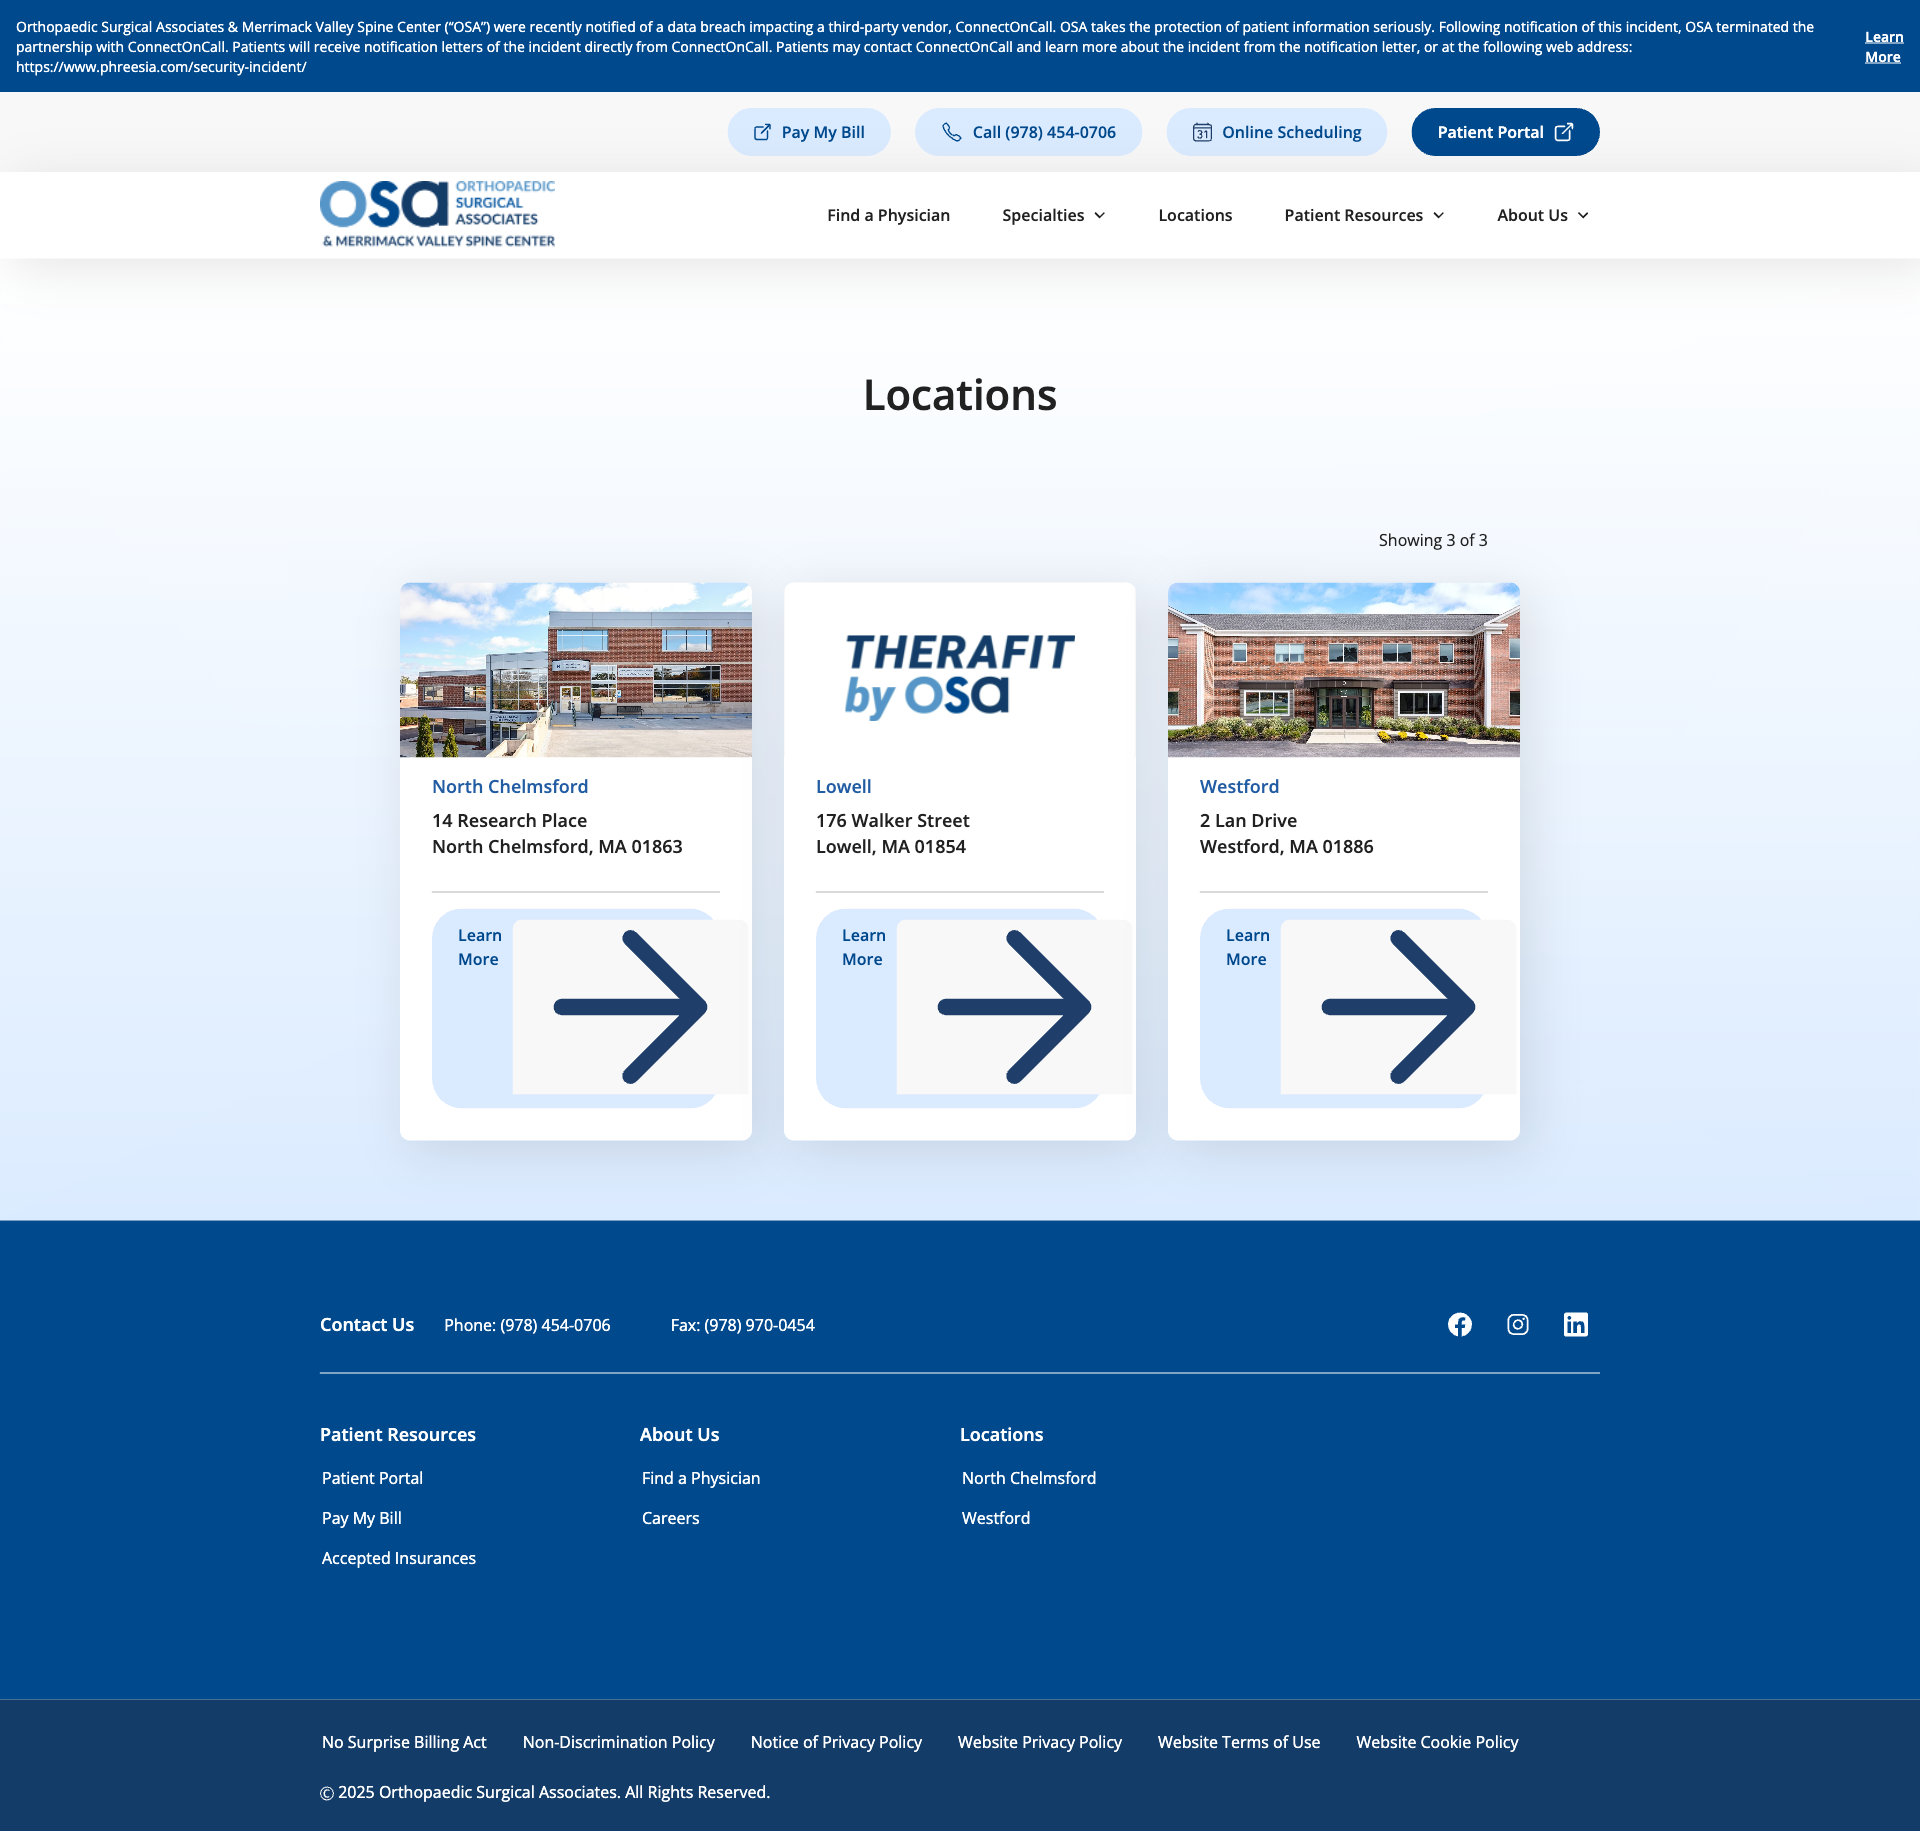 Orthopaedic Surgical Associates & Merrimack Valley Spine Center (“OSA”) were recently notified of a data breach impacting a third-party vendor, ConnectOnCall. OSA takes the protection of patient information seriously. Following notification of this incident, OSA terminated the
partnership with ConnectOnCall. Patients will receive notification letters of the incident directly from ConnectOnCall. Patients may contact ConnectOnCall and learn more about the incident from the notification letter, or at the following web address:
https://www.phreesia.com/security-incident/
Learn
More
Pay My Bill
Call (978) 454-0706
31
Online Scheduling
Patient Portal
osa
ORTHOPAEDIC
SURGICAL
ASSOCIATES
& MERRIMACK VALLEY SPINE CENTER
Find a Physician
Specialties
Locations
Patient Resources
About Us
Locations
Showing 3 of 3
North Chelmsford
14 Research Place
North Chelmsford, MA 01863
Learn
More
THERAFIT
by osa
Lowell
176 Walker Street
Lowell, MA 01854
Learn
More
Westford
2 Lan Drive
Westford, MA 01886
Learn
More
Contact Us
Phone: (978) 454-0706
Fax: (978) 970-0454
Patient Resources
Patient Portal
Pay My Bill
Accepted Insurances
About Us
Find a Physician
Careers
Locations
North Chelmsford
Westford
No Surprise Billing Act
Non-Discrimination Policy
Notice of Privacy Policy
Website Privacy Policy
Website Terms of Use
Website Cookie Policy
© 2025 Orthopaedic Surgical Associates. All Rights Reserved.